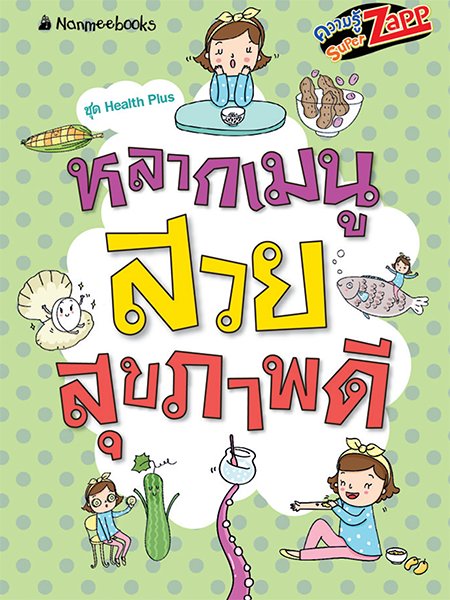 Nanmeebooks
ความรู้
Super Zapp
ชุด Health Plus
หลากเมนู
สวย
สุขภาพดี